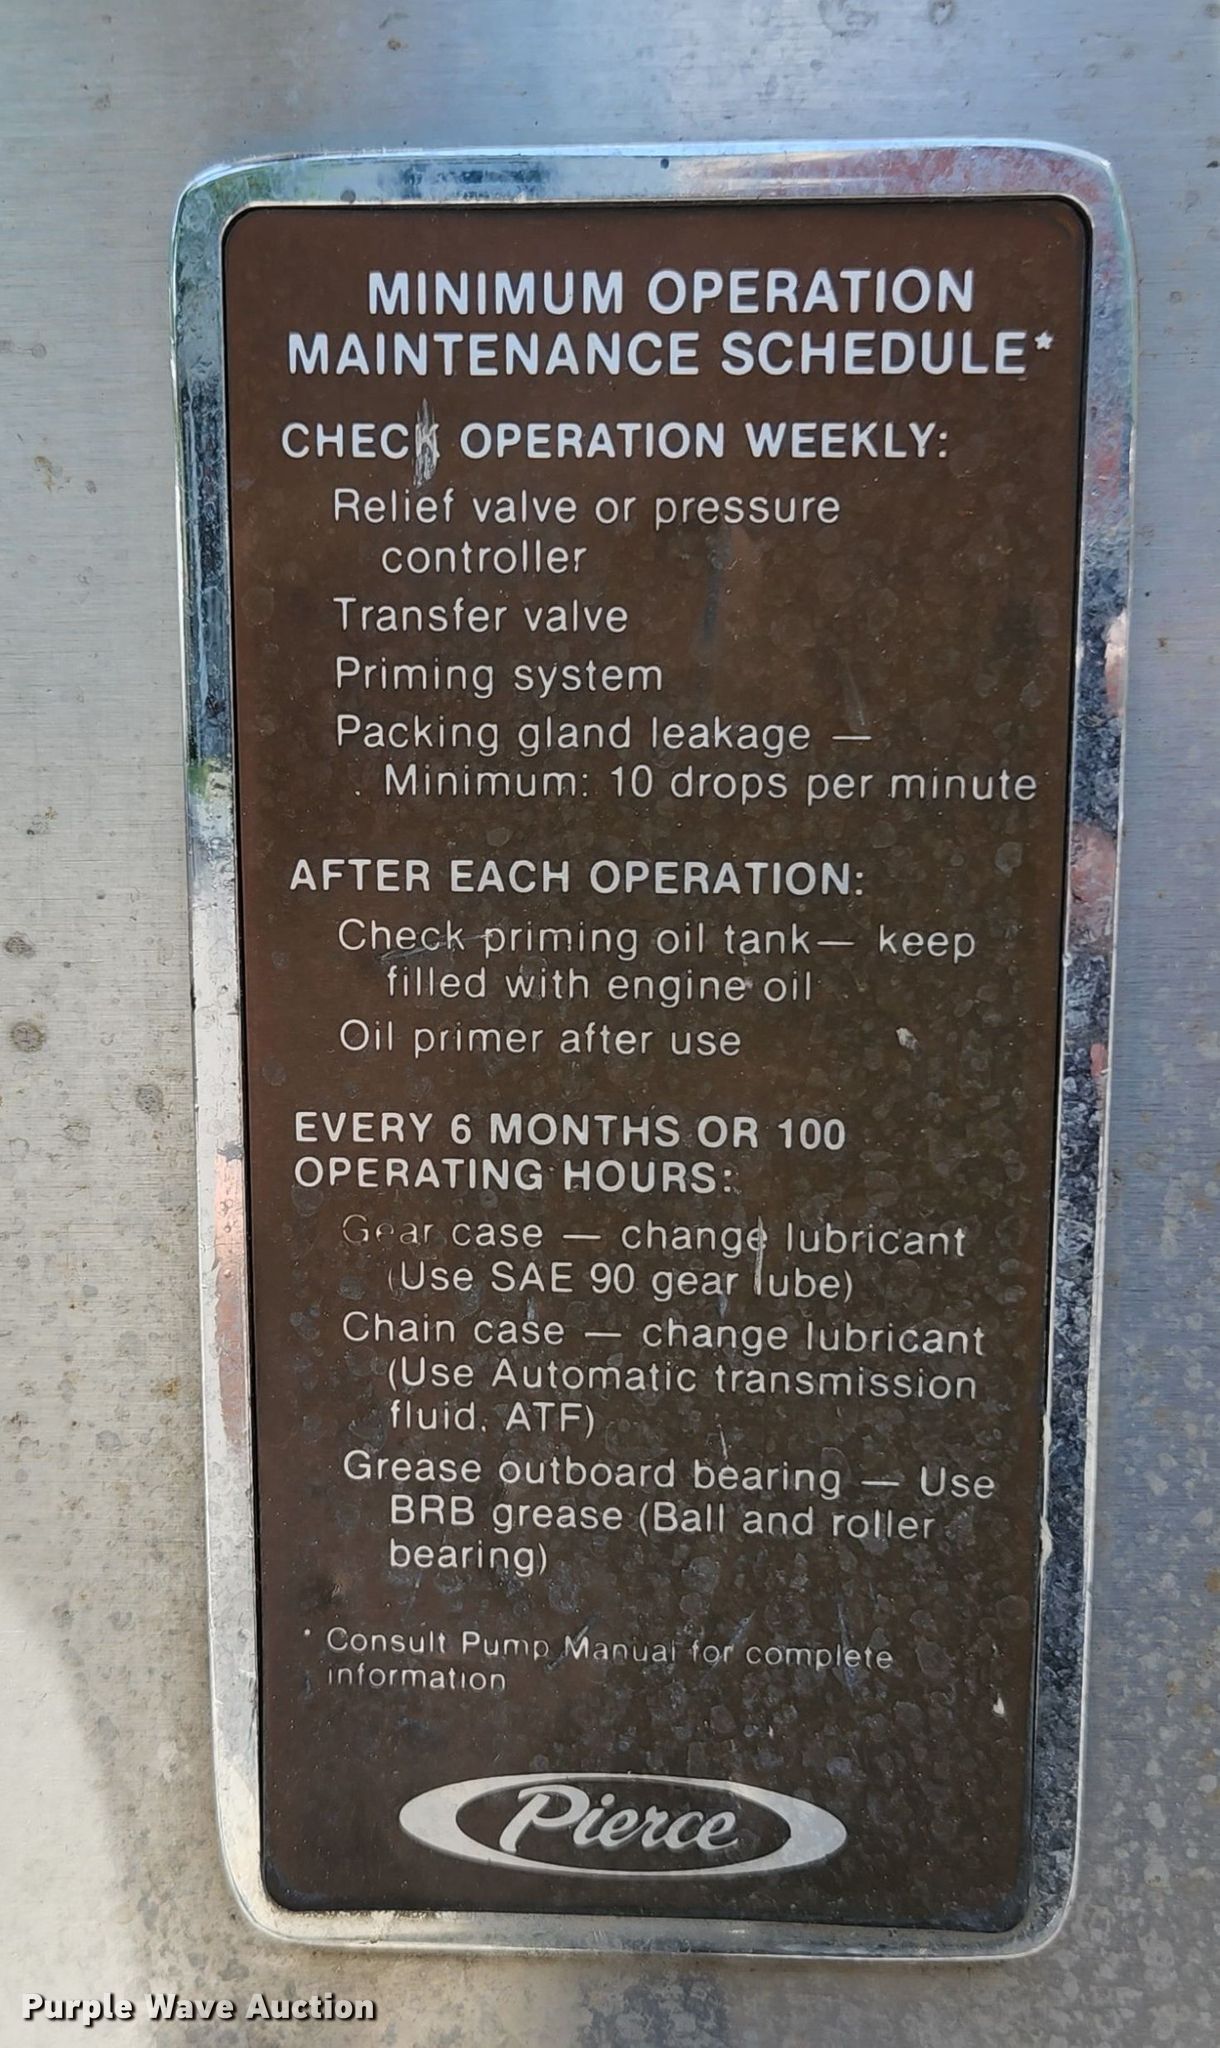 MINIMUM OPERATION
MAINTENANCE SCHEDULE*
CHECK OPERATION WEEKLY:
Relief valve or pressure
controller
Transfer valve
Priming system
Packing gland leakage —
Minimum: 10 drops per minute
AFTER EACH OPERATION:
Check priming oil tank — keep
filled with engine oil
Oil primer after use
EVERY 6 MONTHS OR 100
OPERATING HOURS:
Gear case — change lubricant
(Use SAE 90 gear lube)
Chain case — change lubricant
(Use Automatic transmission
fluid. ATF)
Grease outboard bearing — Use
BRB grease (Ball and roller
bearing)
* Consult Pump Manual for complete
information
Pierce
Purple Wave Auction